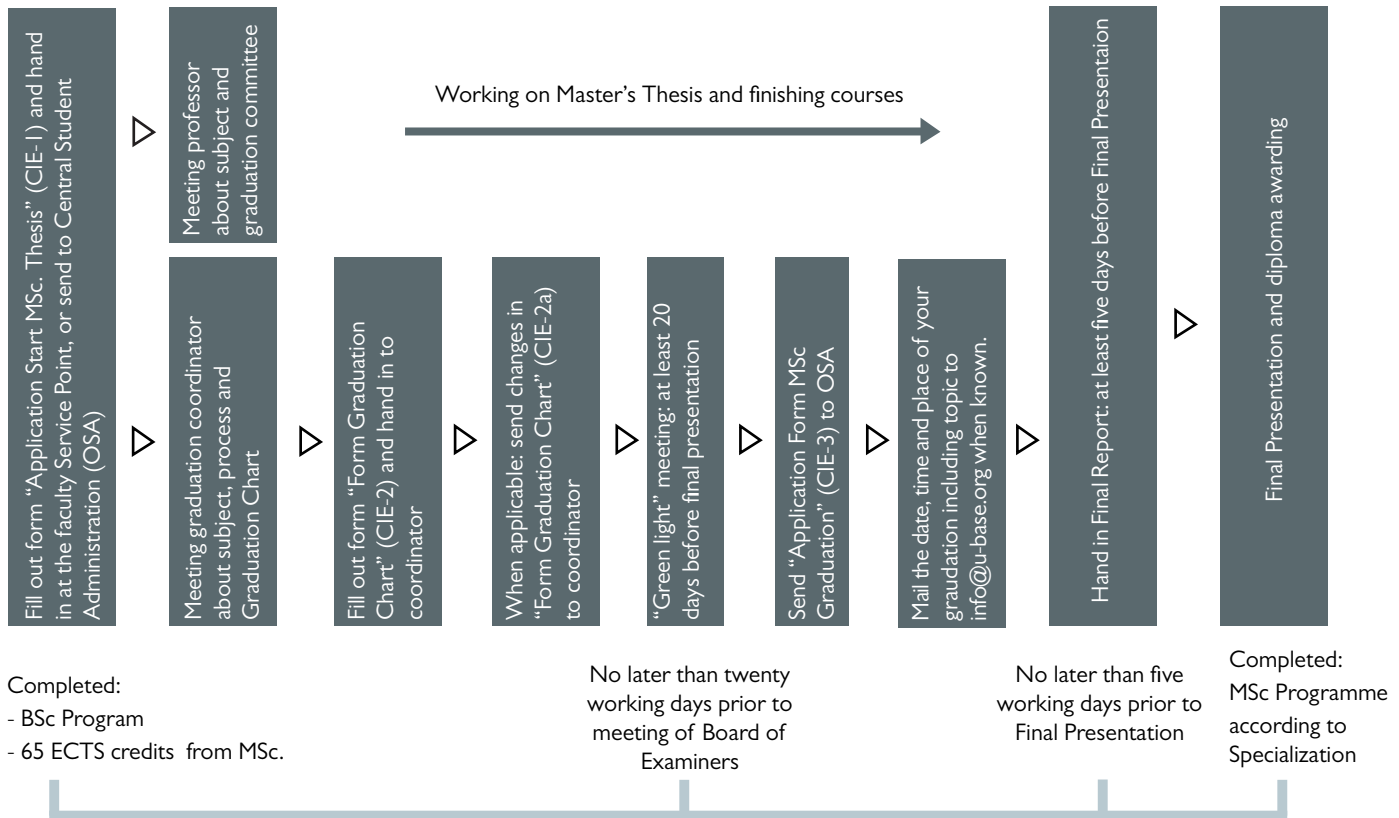 Fill out form “Application Start MSc. Thesis” (CIE-1) and hand
in at the faculty Service Point, or send to Central Student
Administration (OSA)
Meeting professor
about subject and
graduation committee
Working on Master’s Thesis and finishing courses
Meeting graduation coordinator
about subject, process and
Graduation Chart
Fill out form “Form Graduation
Chart” (CIE-2) and hand in to
coordinator
When applicable: send changes in
“Form Graduation Chart” (CIE-2a)
to coordinator
“Green light” meeting: at least 20
days before final presentation
Send “Application Form MSc
Graduation” (CIE-3) to OSA
Mail the date, time and place of your
graudation including topic to
info@u-base.org when known.
Hand in Final Report: at least five days before Final Presentaion
Final Presentation and diploma awarding
Completed:
- BSc Program
- 65 ECTS credits from MSc.
No later than twenty
working days prior to
meeting of Board of
Examiners
No later than five
working days prior to
Final Presentation
Completed:
MSc Programme
according to
Specialization